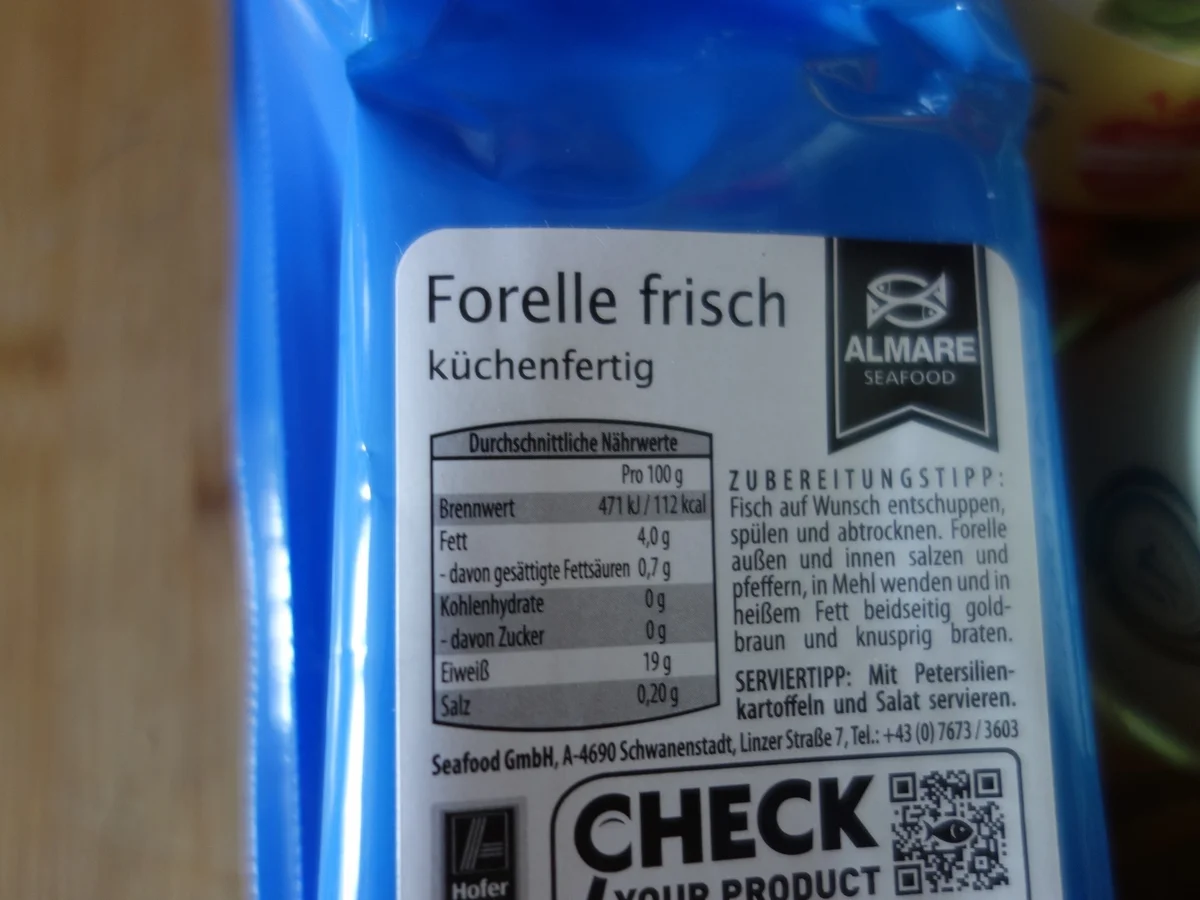 Forelle frisch
küchenfertig
ALMARE
SEAFOOD
Durchschnittliche Nährwerte
Pro 100 g
Brennwert 471 kJ / 112 kcal
Fett 4,0 g
- davon gesättigte Fettsäuren 0,7 g
Kohlenhydrate 0 g
- davon Zucker 0 g
Eiweiß 19 g
Salz 0,20 g
ZUBEREITUNGSTIPP:
Fisch auf Wunsch entschuppen,
spülen und abtrocknen. Forelle
außen und innen salzen und
pfeffern, in Mehl wenden und in
heißem Fett beidseitig gold-
braun und knusprig braten.
SERVIERTIPP: Mit Petersilien-
kartoffeln und Salat servieren.
Seafood GmbH, A-4690 Schwanenstadt, Linzer Straße 7, Tel.: +43 (0) 7673 / 3603
Hofer
CHECK
YOUR PRODUCT